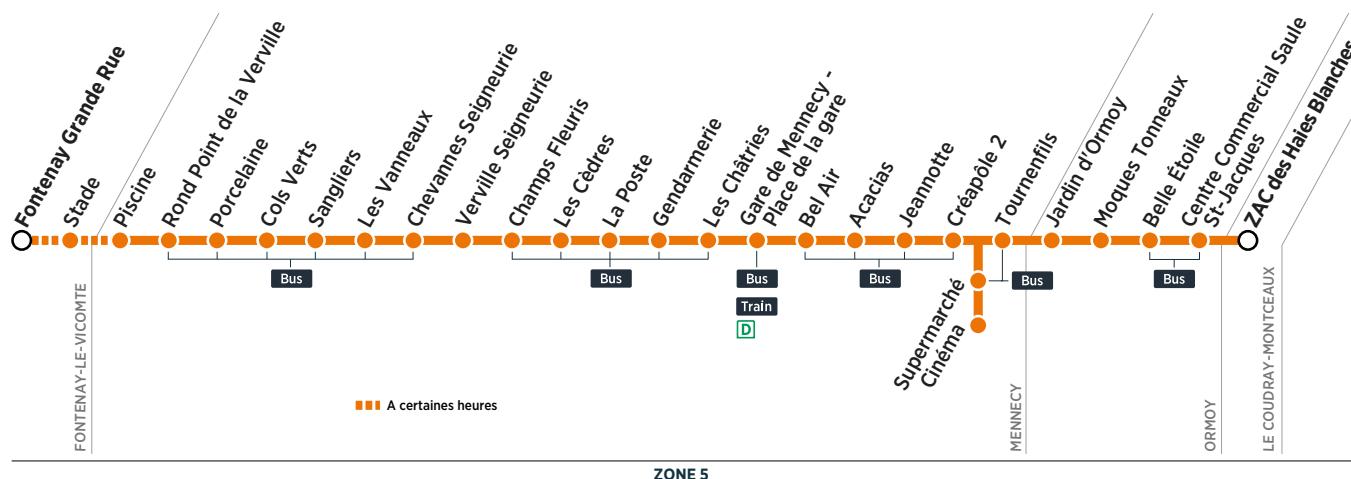 Fontenay Grande Rue
Stade
Piscine
Rond Point de la Verville
Porcelaine
Cols Verts
Sangliers
Les Vanneaux
Chevannes Seigneurie
Verville Seigneurie
Champs Fleuris
Les Cèdres
La Poste
Gendarmerie
Les Châtries
Gare de Mennecy -
Place de la gare
Bel Air
Acacias
Jeannotte
Créapôle 2
Tournenfils
Jardin d'Ormoy
Moques Tonneaux
Belle Étoile
Centre Commercial Saule
St-Jacques
ZAC des Haies Blanches
Bus
Bus
Bus
Train
D
Bus
Bus
Bus
Supermarché
Cinéma
FONTENAY-LE-VICOMTE
MENNECY
ORMOY
LE COUDRAY-MONTCEAUX
A certaines heures
ZONE 5